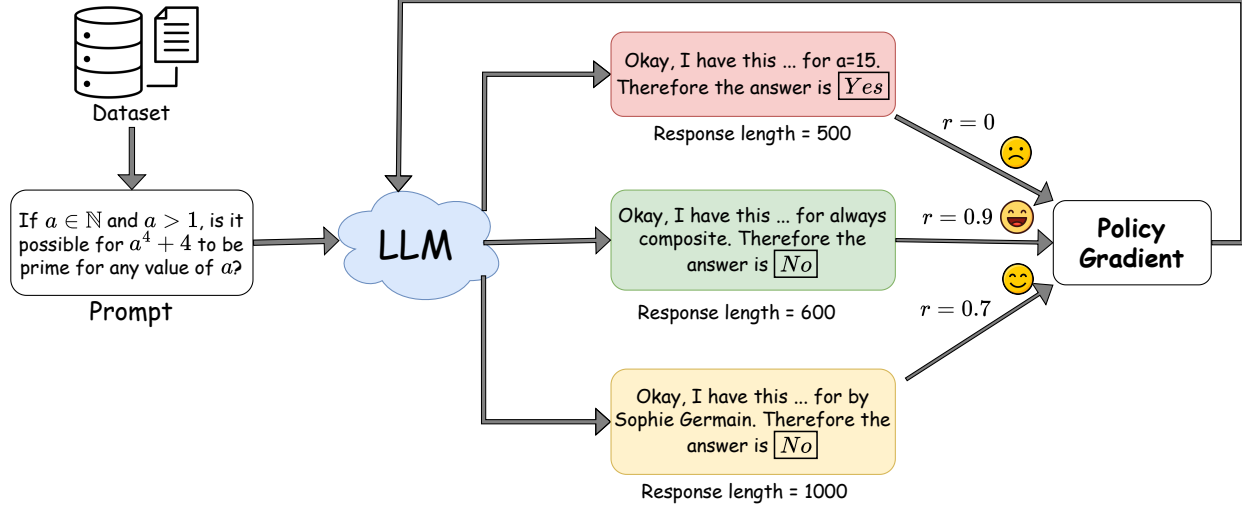 Dataset
If a ∈ ℕ and a > 1, is it
possible for a⁴ + 4 to be
prime for any value of a?
Prompt
LLM
Okay, I have this ... for a=15.
Therefore the answer is Yes
Response length = 500
Okay, I have this ... for always
composite. Therefore the
answer is No
Response length = 600
Okay, I have this ... for by
Sophie Germain. Therefore the
answer is No
Response length = 1000
r = 0
r = 0.9
r = 0.7
Policy
Gradient